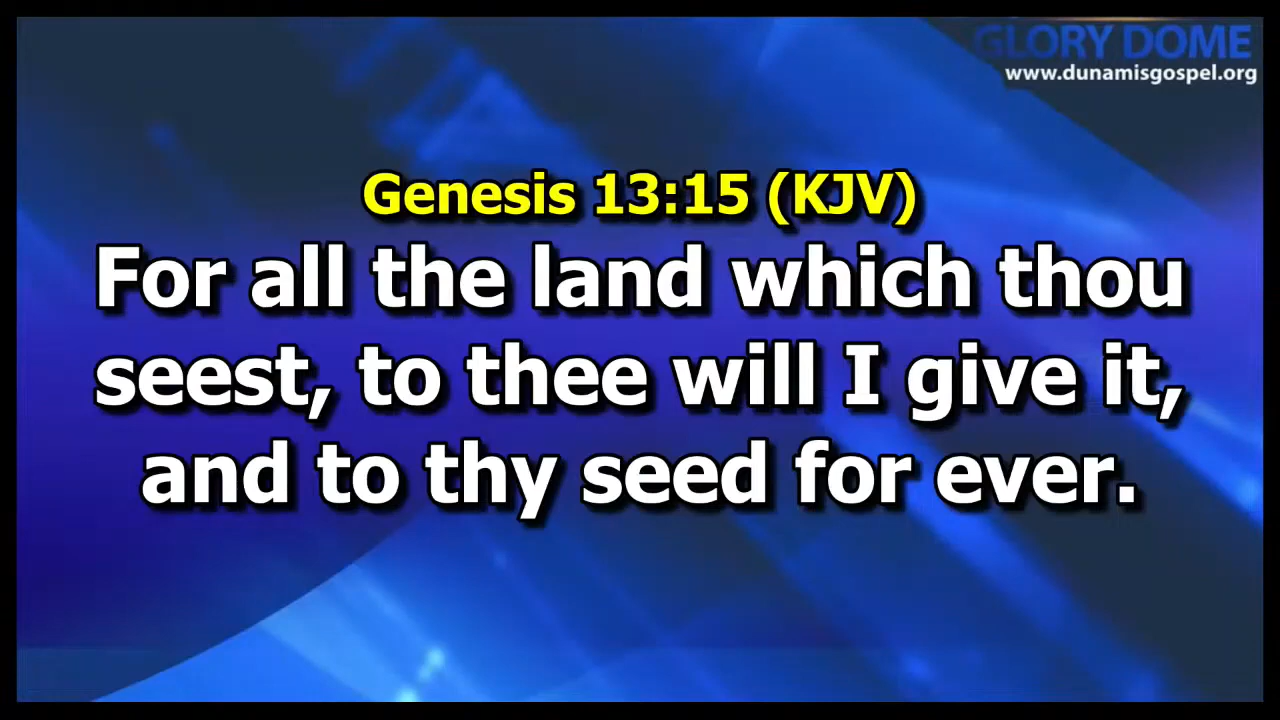 GLORY DOME
www.dunamisgospel.org
Genesis 13:15 (KJV)
For all the land which thou
seest, to thee will I give it,
and to thy seed for ever.